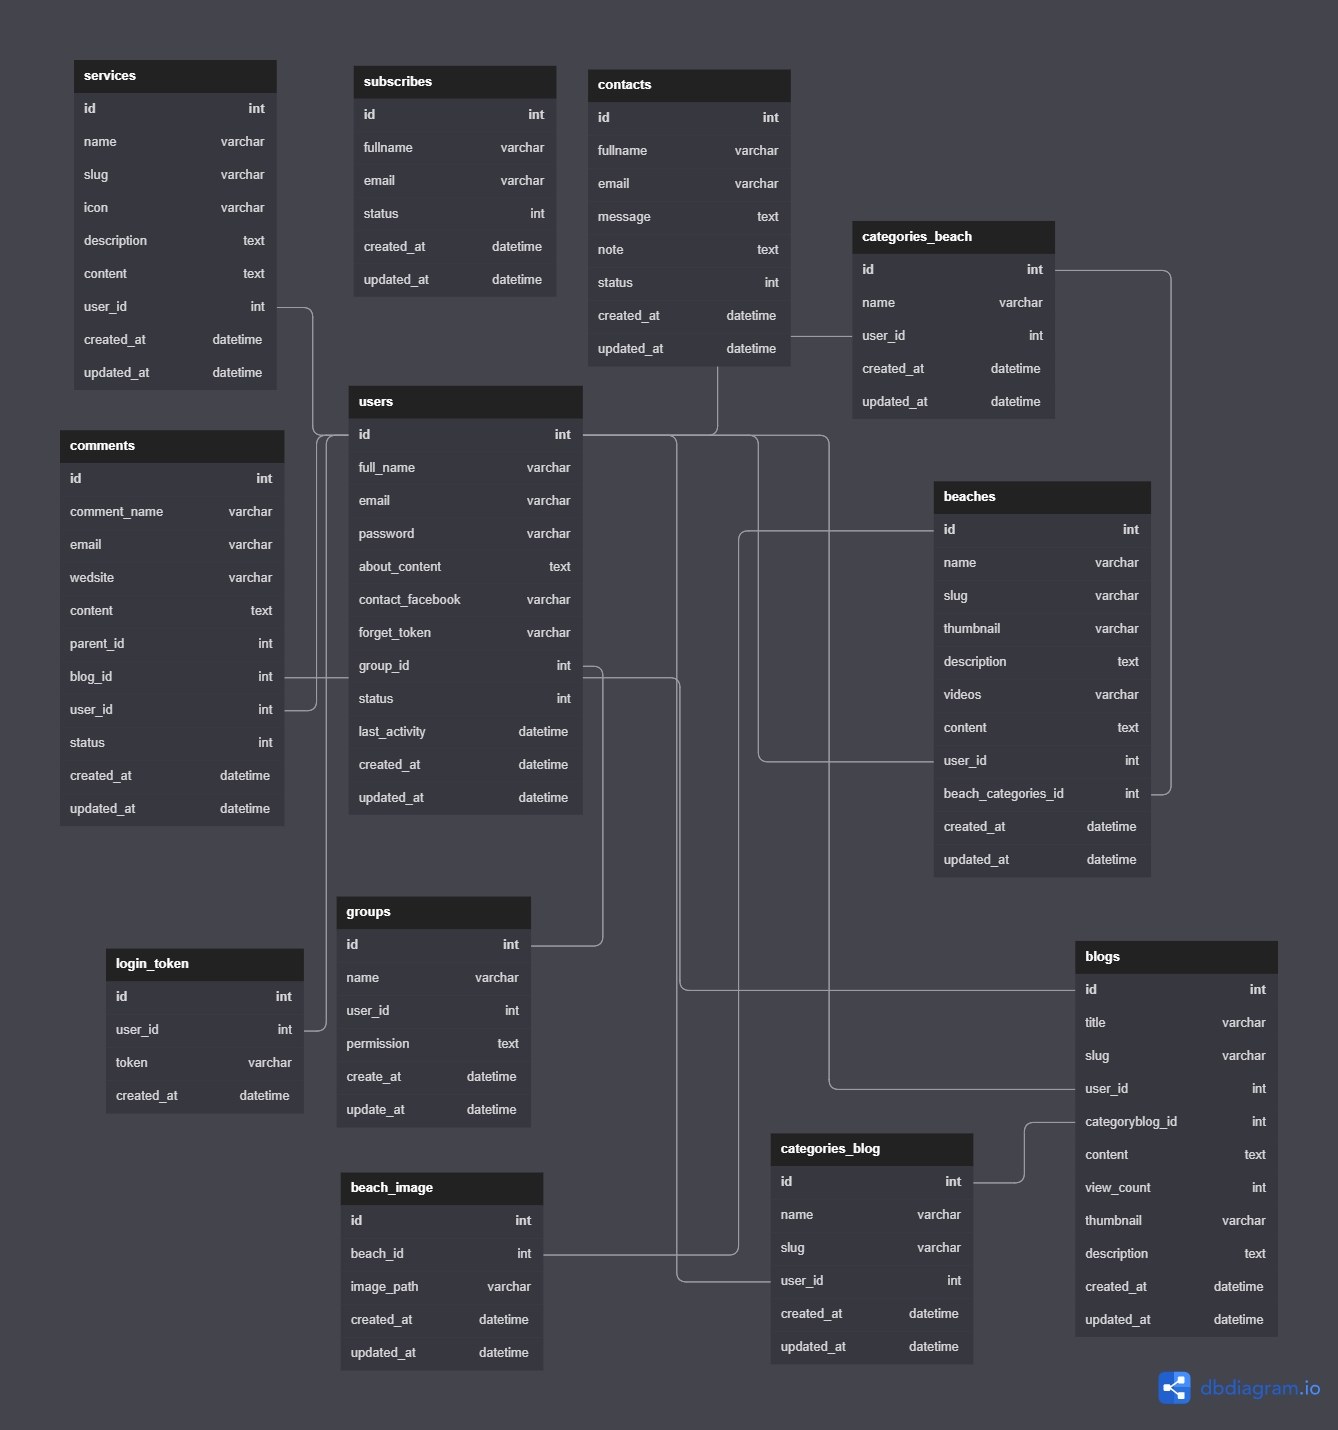 services
id int
name varchar
slug varchar
icon varchar
description text
content text
user_id int
created_at datetime
updated_at datetime
subscribes
id int
fullname varchar
email varchar
status int
created_at datetime
updated_at datetime
contacts
id int
fullname varchar
email varchar
message text
note text
status int
created_at datetime
updated_at datetime
categories_beach
id int
name varchar
user_id int
created_at datetime
updated_at datetime
users
id int
full_name varchar
email varchar
password varchar
about_content text
contact_facebook varchar
forget_token varchar
group_id int
status int
last_activity datetime
created_at datetime
updated_at datetime
comments
id int
comment_name varchar
email varchar
wedsite varchar
content text
parent_id int
blog_id int
user_id int
status int
created_at datetime
updated_at datetime
beaches
id int
name varchar
slug varchar
thumbnail varchar
description text
videos varchar
content text
user_id int
beach_categories_id int
created_at datetime
updated_at datetime
groups
id int
name varchar
user_id int
permission text
create_at datetime
update_at datetime
login_token
id int
user_id int
token varchar
created_at datetime
blogs
id int
title varchar
slug varchar
user_id int
categoryblog_id int
content text
view_count int
thumbnail varchar
description text
created_at datetime
updated_at datetime
categories_blog
id int
name varchar
slug varchar
user_id int
created_at datetime
updated_at datetime
beach_image
id int
beach_id int
image_path varchar
created_at datetime
updated_at datetime
dbdiagram.io